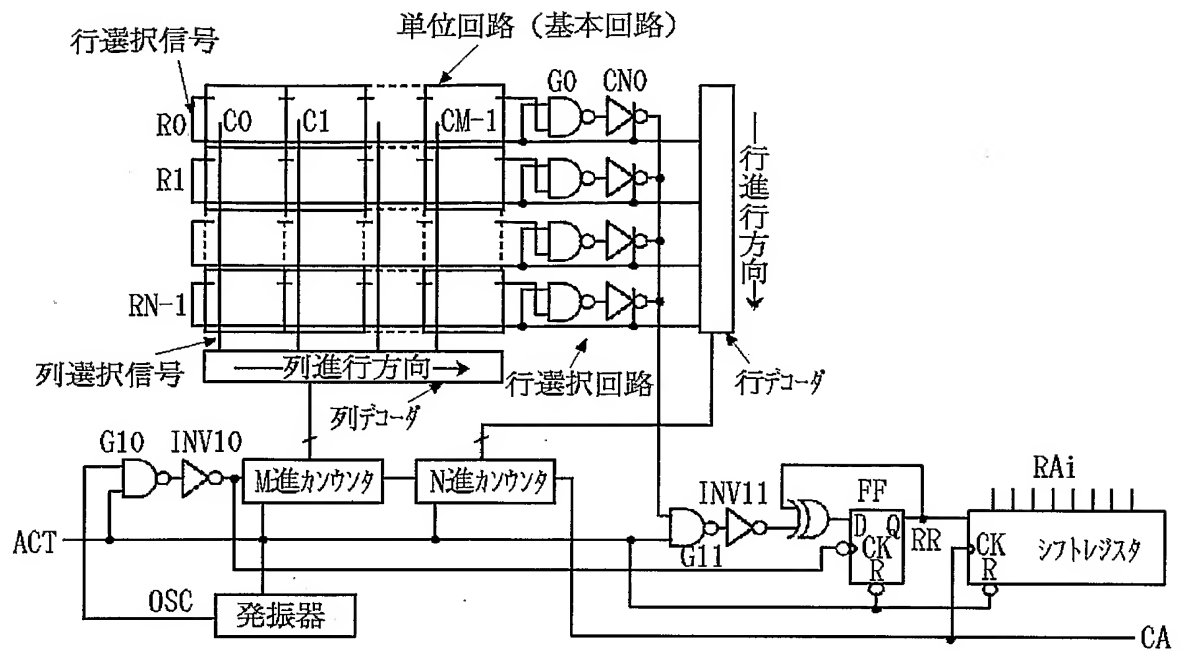 単位回路（基本回路）
行選択信号
G0 CN0
R0 C0 C1 CM-1
R1
RN-1
行進行方向
列選択信号
列進行方向
行選択回路
行デコーダ
列デコーダ
G10 INV10
M進カンウンタ
N進カンウンタ
INV11
G11
FF
D Q
CK
R
RR
RAi
CK
R
シフトレジスタ
ACT
OSC
発振器
CA